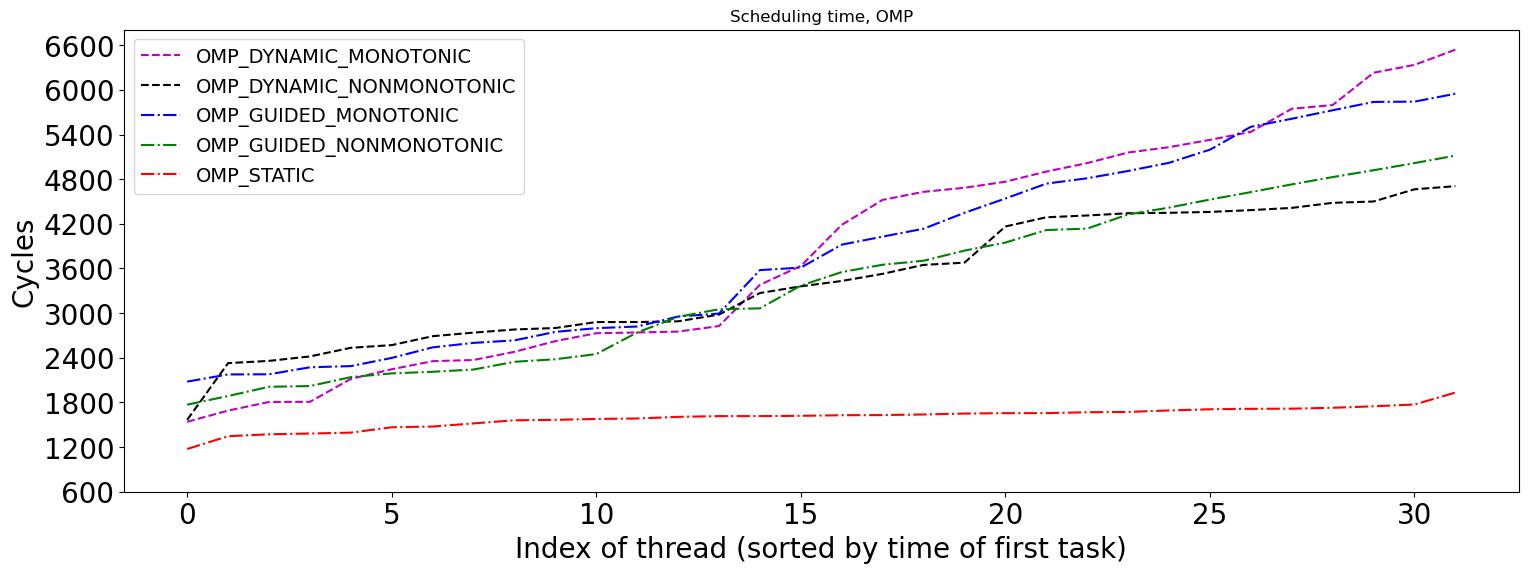 Scheduling time, OMP
OMP_DYNAMIC_MONOTONIC
OMP_DYNAMIC_NONMONOTONIC
OMP_GUIDED_MONOTONIC
OMP_GUIDED_NONMONOTONIC
OMP_STATIC
Cycles
6600
6000
5400
4800
4200
3600
3000
2400
1800
1200
600
0 5 10 15 20 25 30
Index of thread (sorted by time of first task)